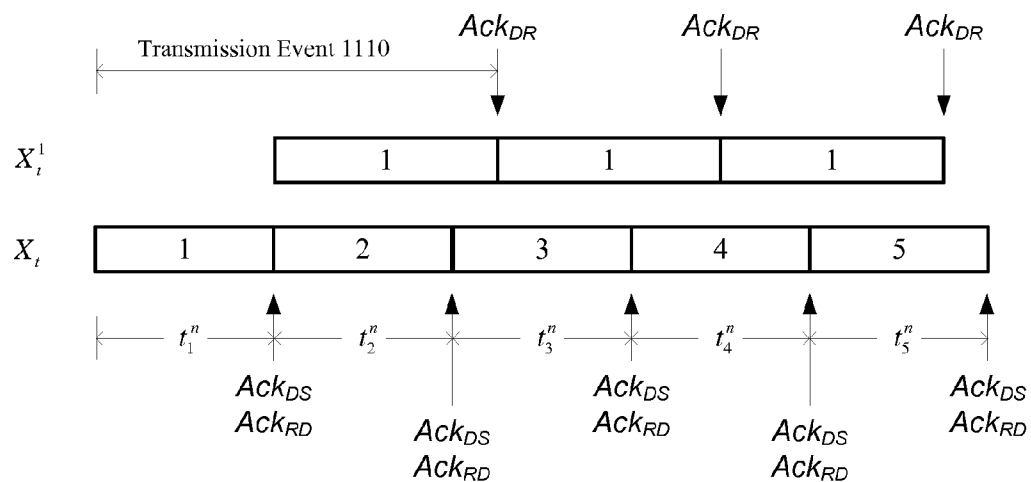 Ack_DR Ack_DR Ack_DR
Transmission Event 1110
X_t^1 1 1 1
X_t 1 2 3 4 5
t_1^n t_2^n t_3^n t_4^n t_5^n
Ack_DS Ack_DS Ack_DS
Ack_RD Ack_RD Ack_RD
Ack_DS Ack_DS
Ack_RD Ack_RD